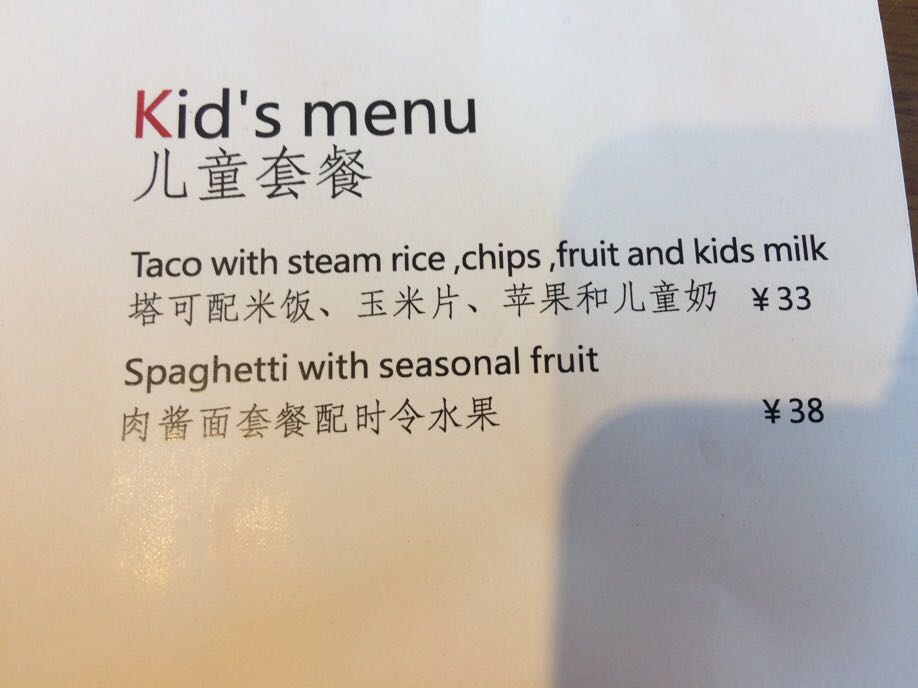 Kid's menu
儿童套餐
Taco with steam rice ,chips ,fruit and kids milk
塔可配米饭、玉米片、苹果和儿童奶 ¥33
Spaghetti with seasonal fruit
肉酱面套餐配时令水果 ¥38